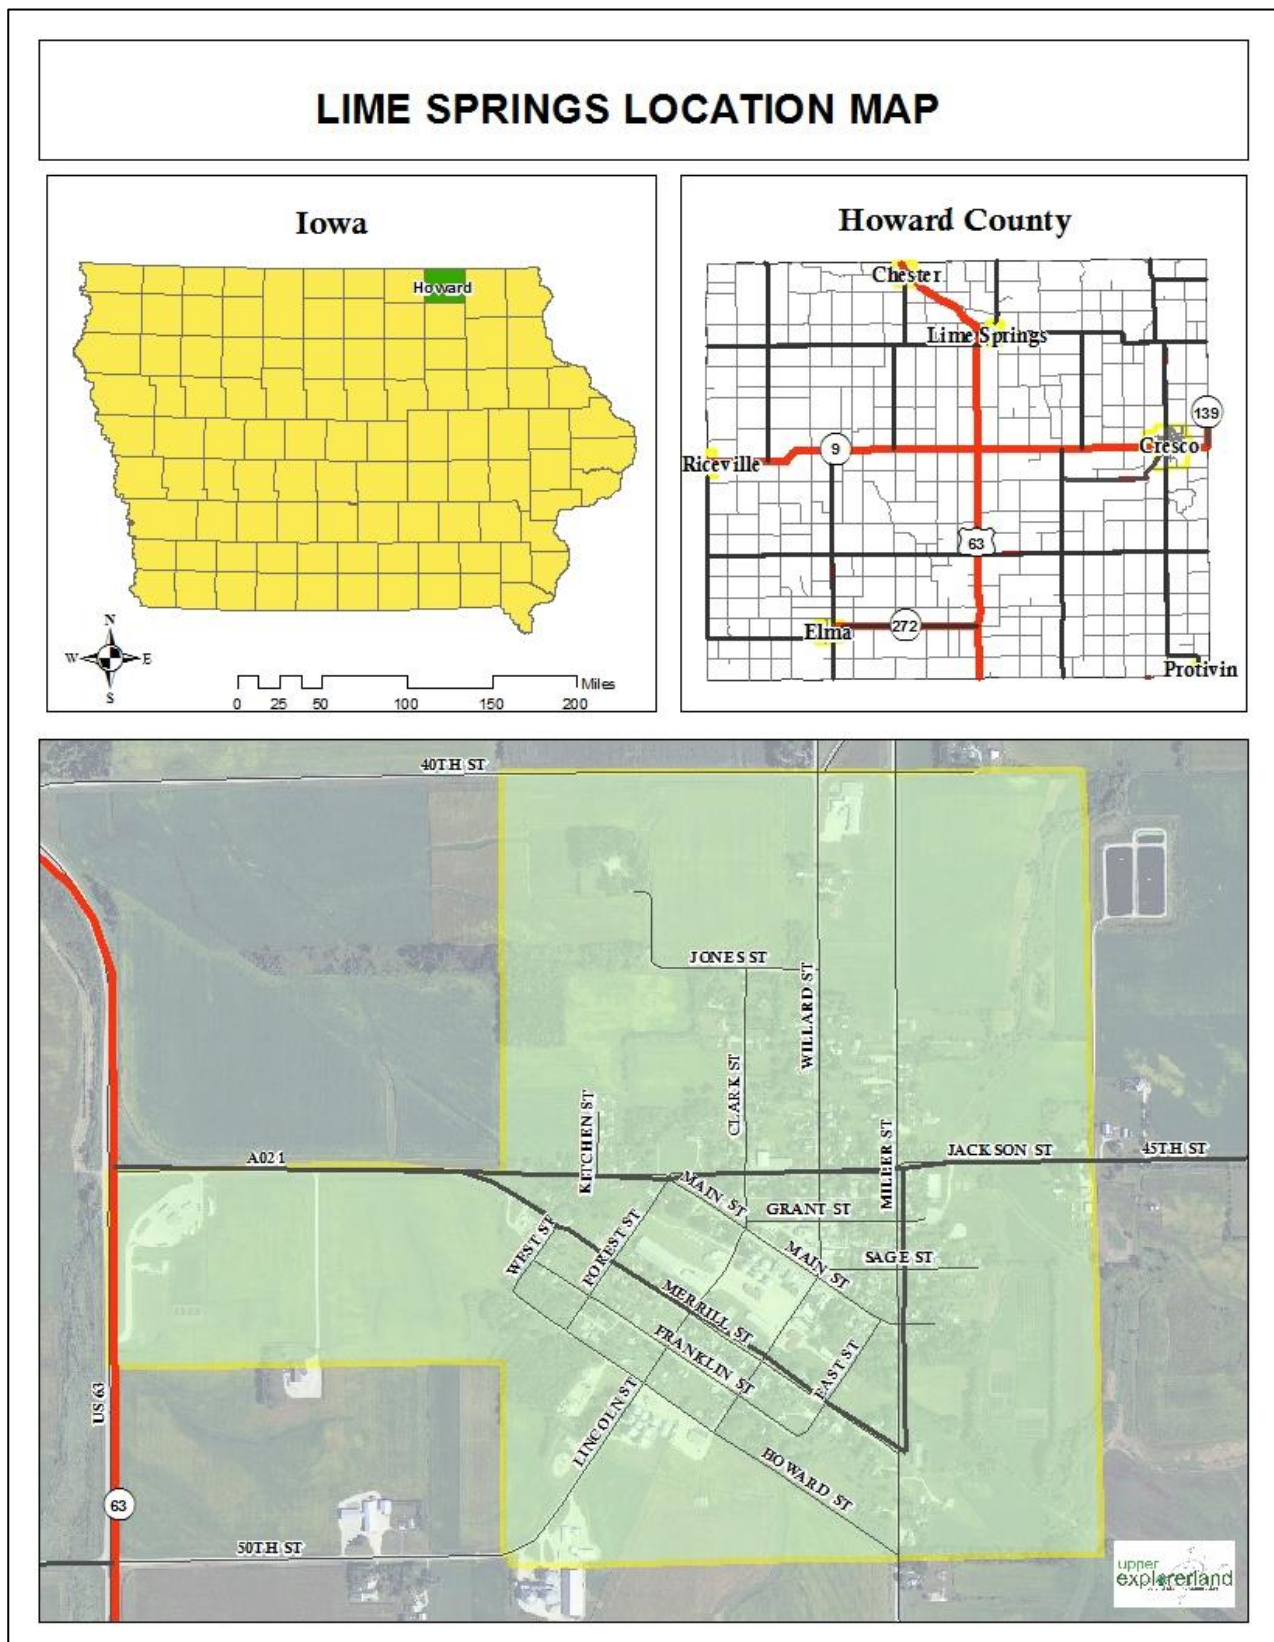 LIME SPRINGS LOCATION MAP
Iowa
Howard
N
W
E
S
Miles
0 25 50 100 150 200
Howard County
Chester
Lime Springs
139
9
Cresco
Riceville
63
Elma
272
Protivin
40TH ST
JONES ST
WILLARD ST
CLARK ST
KETCHEN ST
MILLER ST
A021
JACKSON ST
45TH ST
MAIN ST
GRANT ST
WEST ST
FOREST ST
MAIN ST
SAGE ST
MERRILL ST
FRANKLIN ST
EAST ST
US 63
LINCOLN ST
HOWARD ST
63
50TH ST
upper
explorerland